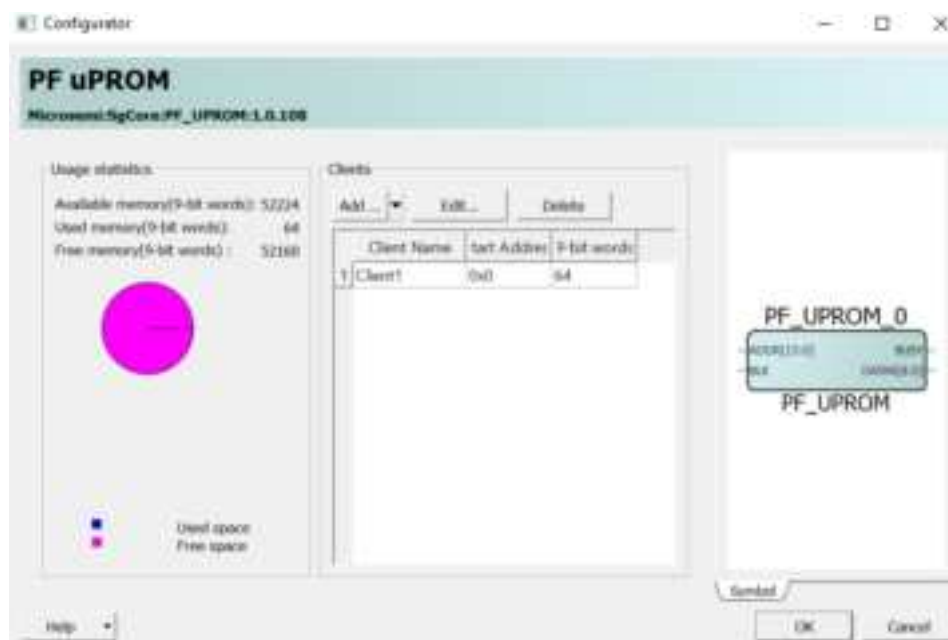 Configurator
PF uPROM
Microsemi:SgCore:PF_UPROM:1.0.108
Usage statistics
Available memory(9-bit words): 52224
Used memory(9-bit words): 64
Free memory(9-bit words) : 52160
Used space
Free space
Clients
Add ... Edit... Delete
Client Name tart Addres 9-bit words
1 Client1 0x0 64
PF_UPROM_0
BUSY
BLK
PF_UPROM
Symbol
Help OK Cancel